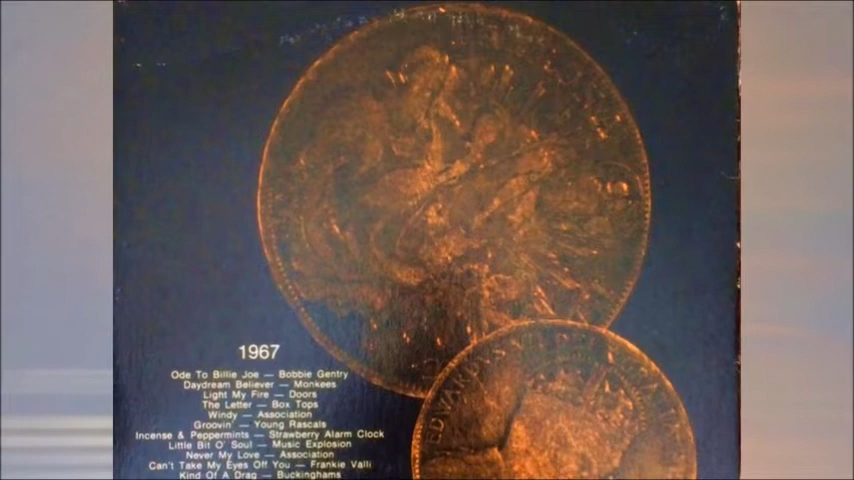 1967
Ode To Billie Joe — Bobbie Gentry
Daydream Believer — Monkees
Light My Fire — Doors
The Letter — Box Tops
Windy — Association
Groovin' — Young Rascals
Incense & Peppermints — Strawberry Alarm Clock
Little Bit O' Soul — Music Explosion
Never My Love — Association
Can't Take My Eyes Off You — Frankie Valli
Kind Of A Drag — Buckinghams
EDWARDVS VII